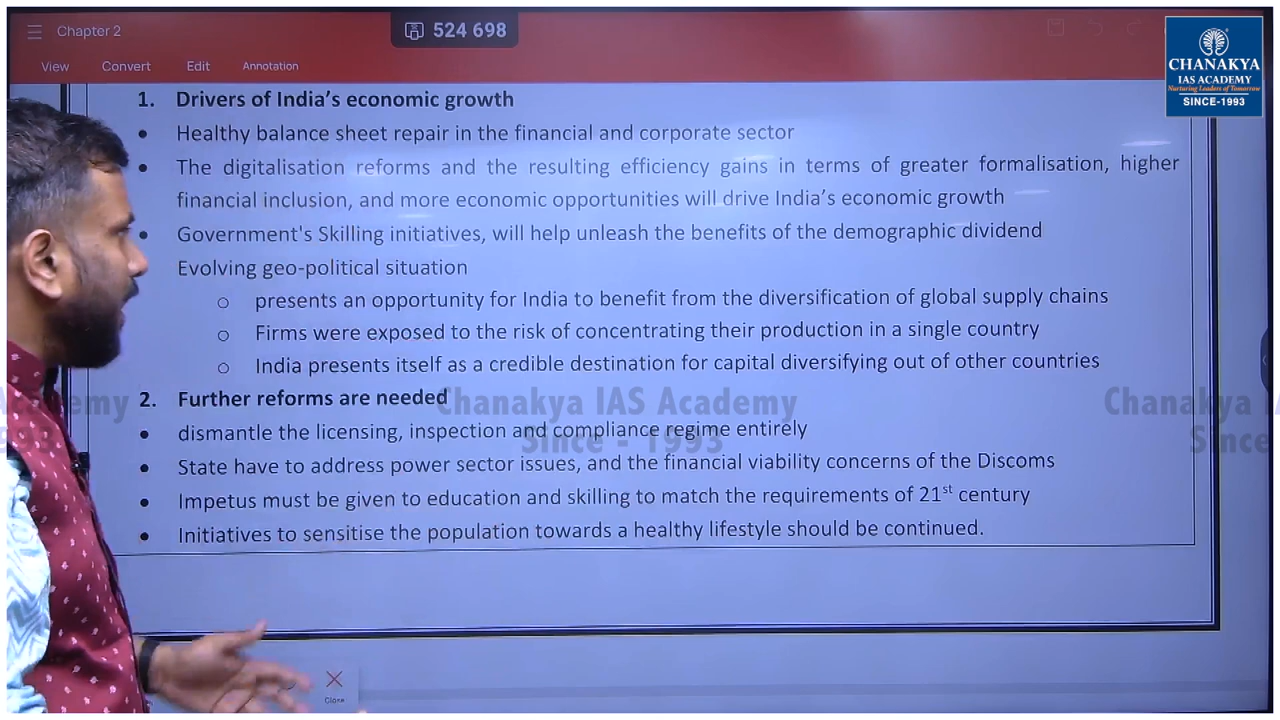 ☰ Chapter 2
524 698
View Convert Edit Annotation
CHANAKYA
IAS ACADEMY
Nurturing Leaders of Tomorrow
SINCE-1993
1. Drivers of India's economic growth
• Healthy balance sheet repair in the financial and corporate sector
• The digitalisation reforms and the resulting efficiency gains in terms of greater formalisation, higher
financial inclusion, and more economic opportunities will drive India's economic growth
• Government's Skilling initiatives, will help unleash the benefits of the demographic dividend
Evolving geo-political situation
o presents an opportunity for India to benefit from the diversification of global supply chains
o Firms were exposed to the risk of concentrating their production in a single country
o India presents itself as a credible destination for capital diversifying out of other countries
2. Further reforms are needed
emy Chanakya IAS Academy Chanakya I
993 Since - 1993 Since
• dismantle the licensing, inspection and compliance regime entirely
• State have to address power sector issues, and the financial viability concerns of the Discoms
• Impetus must be given to education and skilling to match the requirements of 21st century
• Initiatives to sensitise the population towards a healthy lifestyle should be continued.
Close